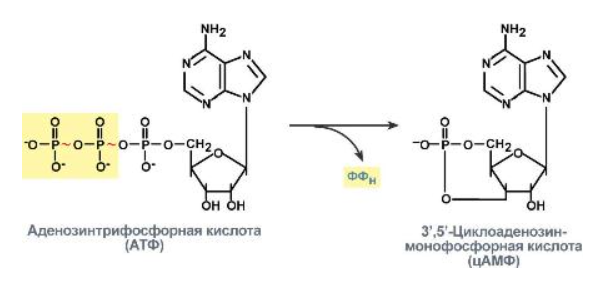 NH₂
N
N
N
N
O O O
⁻O–P~O–P~O–P–O–CH₂
O⁻ O⁻ O⁻
O
OH OH
ФФн
NH₂
N
N
N
N
O
⁻O–P–O–CH₂
O
O
OH
Аденозинтрифосфорная кислота
(АТФ)
3',5'-Циклоаденозин-
монофосфорная кислота
(цАМФ)